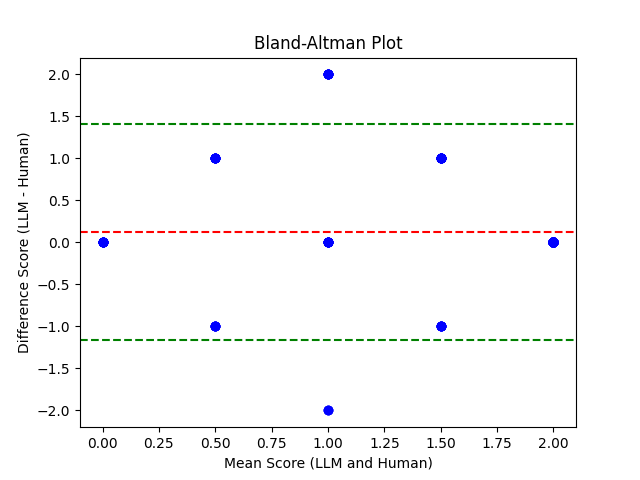 Bland-Altman Plot
Difference Score (LLM - Human)
2.0
1.5
1.0
0.5
0.0
−0.5
−1.0
−1.5
−2.0
0.00 0.25 0.50 0.75 1.00 1.25 1.50 1.75 2.00
Mean Score (LLM and Human)